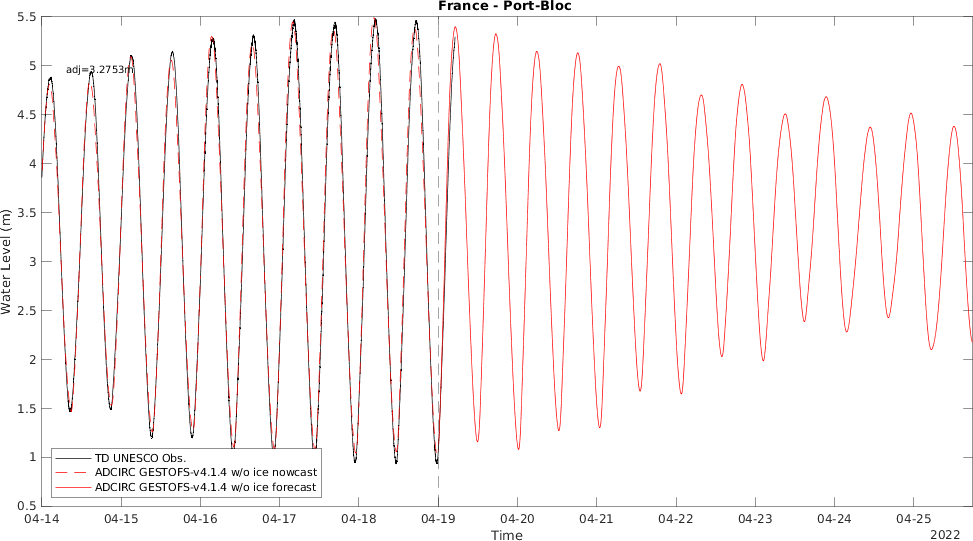 France - Port-Bloc
5.5
5
4.5
4
3.5
3
2.5
2
1.5
1
0.5
Water Level (m)
adj=3.2753m
TD UNESCO Obs.
ADCIRC GESTOFS-v4.1.4 w/o ice nowcast
ADCIRC GESTOFS-v4.1.4 w/o ice forecast
04-14 04-15 04-16 04-17 04-18 04-19 04-20 04-21 04-22 04-23 04-24 04-25
Time
2022